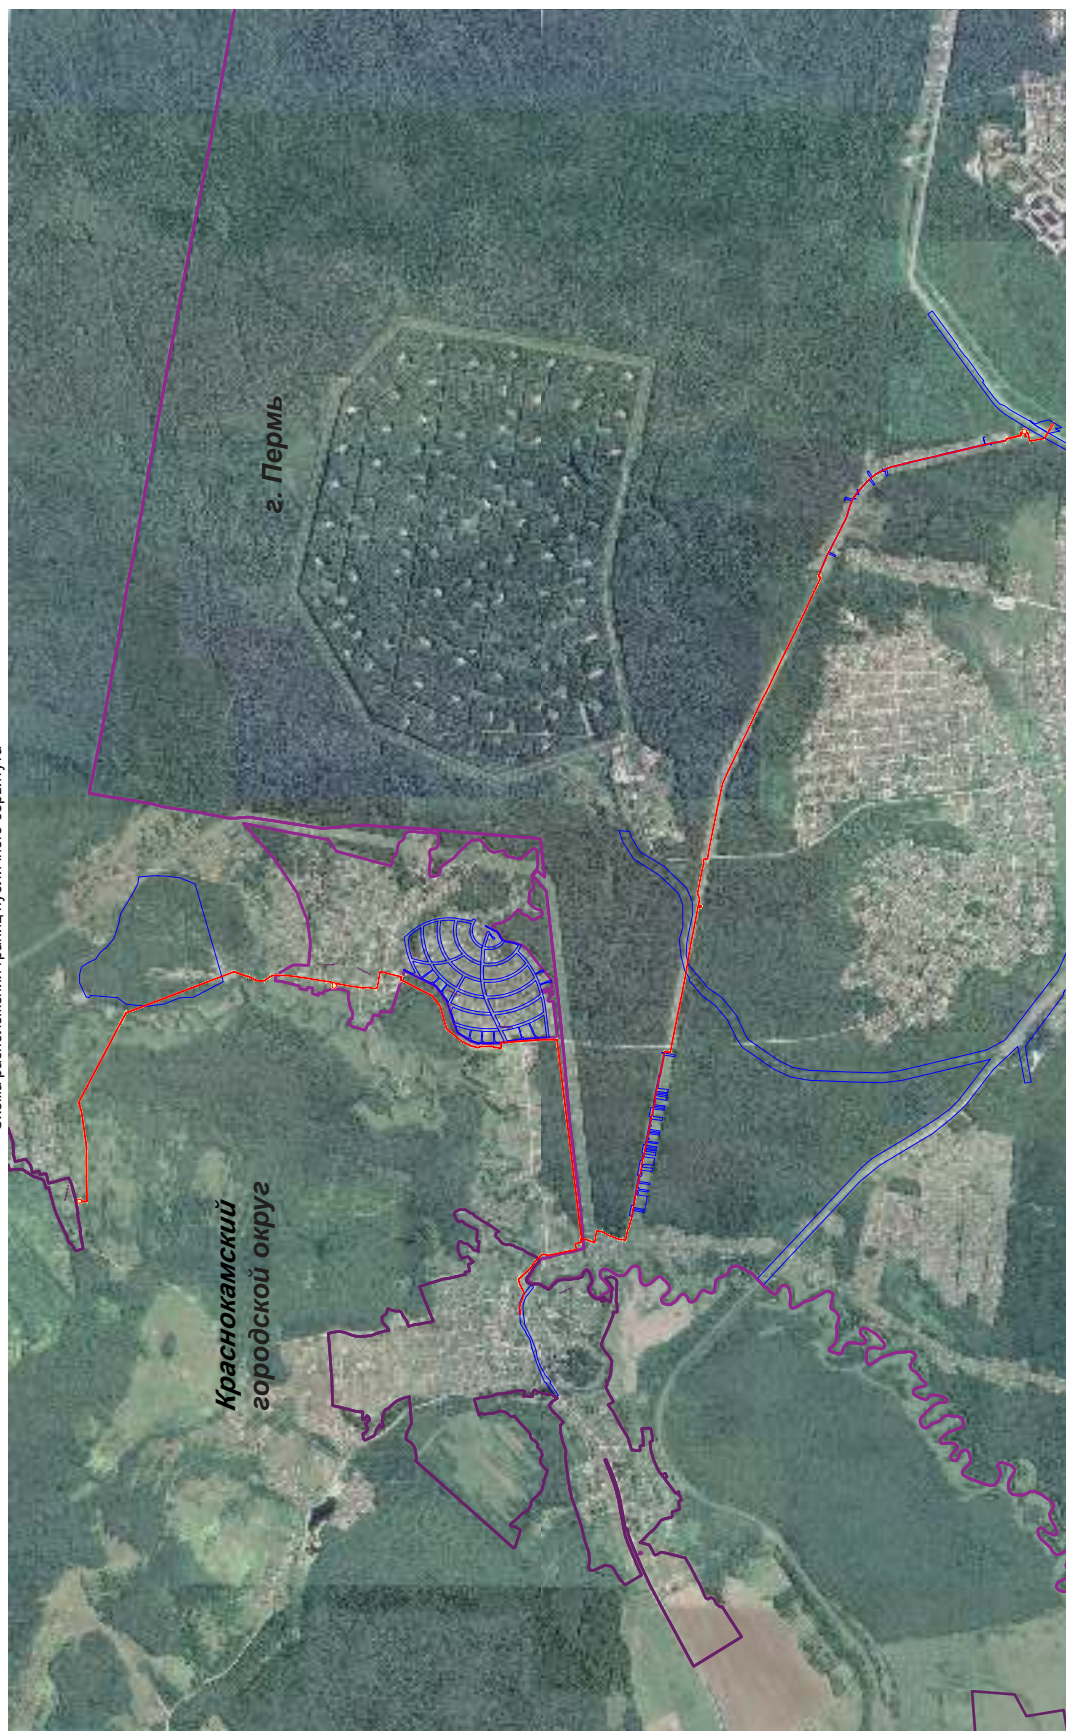 г. Пермь
Краснокамский
городской округ